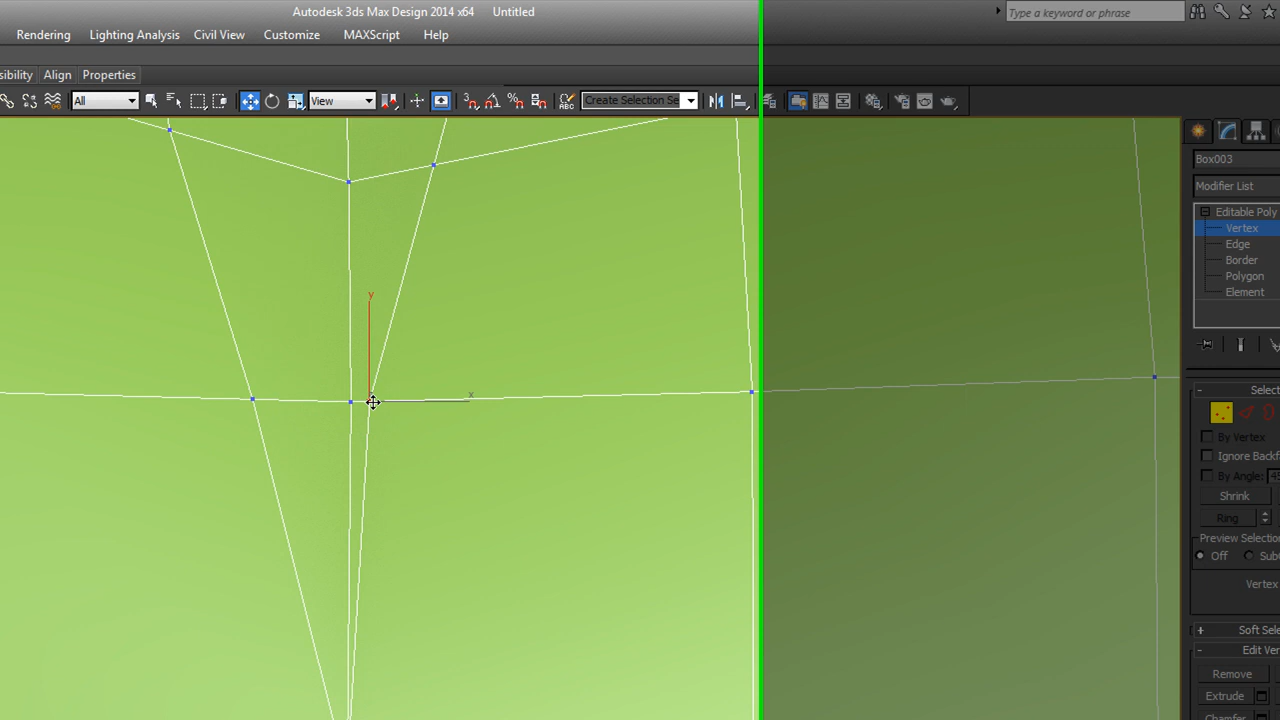 Autodesk 3ds Max Design 2014 x64 Untitled
Type a keyword or phrase
Rendering Lighting Analysis Civil View Customize MAXScript Help
sibility Align Properties
All View Create Selection Se
Box003
Modifier List
Editable Poly
Vertex
Edge
Border
Polygon
Element
y
x
Select
By Vertex
Ignore Backf
By Angle: 4
Shrink
Ring
Preview Selection
Off Sub
Vertex
Soft Sele
Edit Ver
Remove
Extrude
Chamfer